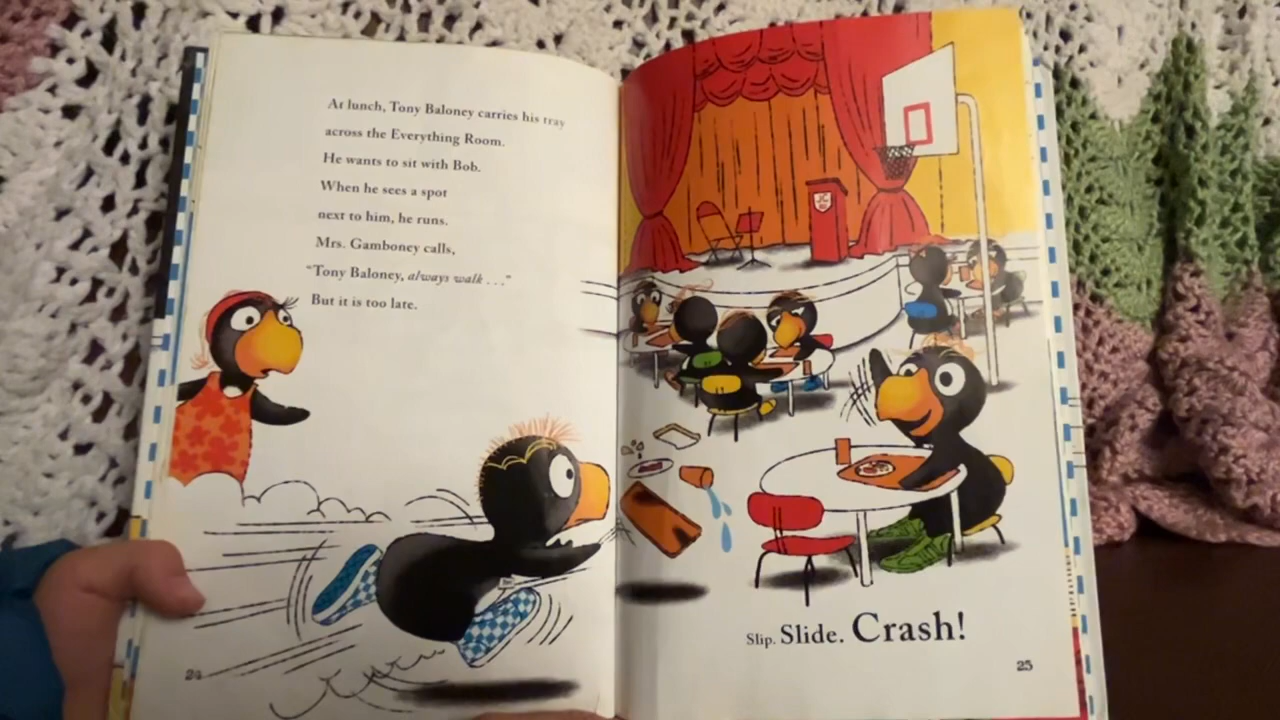 At lunch, Tony Baloney carries his tray
across the Everything Room.
He wants to sit with Bob.
When he sees a spot
next to him, he runs.
Mrs. Gamboney calls,
"Tony Baloney, always walk . . ."
But it is too late.
24
JC
Slip. Slide. Crash!
25